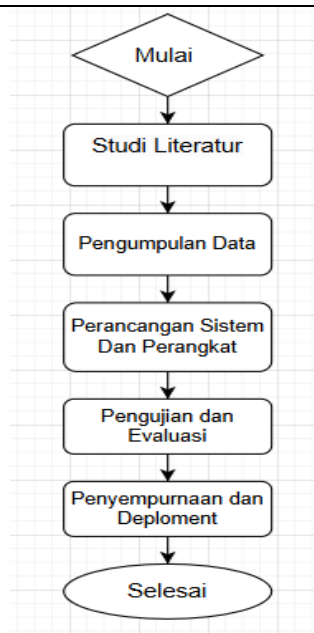 Mulai
Studi Literatur
Pengumpulan Data
Perancangan Sistem
Dan Perangkat
Pengujian dan
Evaluasi
Penyempurnaan dan
Deploment
Selesai